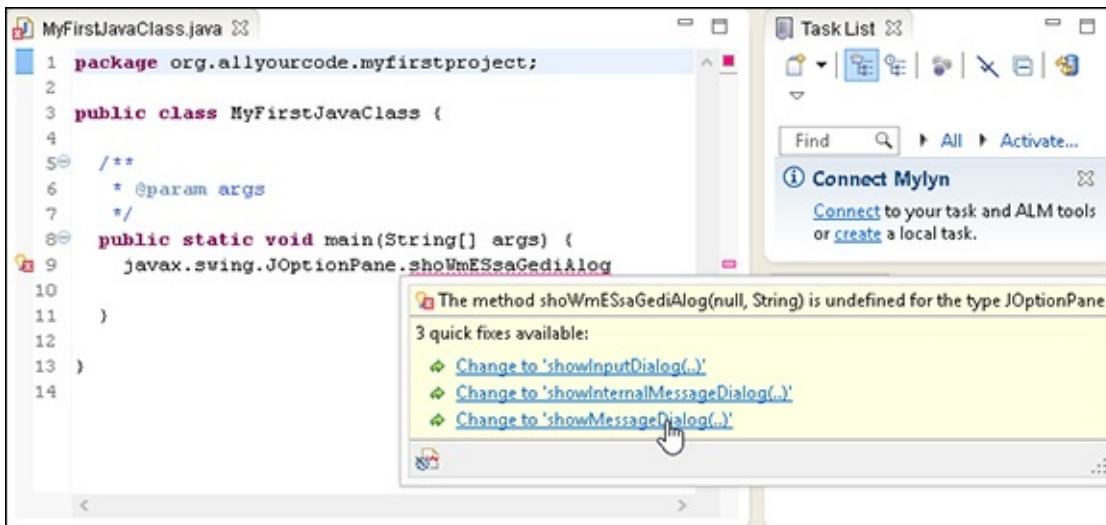 MyFirstJavaClass.java
1 package org.allyourcode.myfirstproject;
2
3 public class MyFirstJavaClass {
4
5 /**
6 * @param args
7 */
8 public static void main(String[] args) {
9 javax.swing.JOptionPane.shoWmESsaGediAlog
10
11 }
12
13 }
14
The method shoWmESsaGediAlog(null, String) is undefined for the type JOptionPane
3 quick fixes available:
Change to 'showInputDialog(..)'
Change to 'showInternalMessageDialog(..)'
Change to 'showMessageDialog(..)'
Task List
Find All Activate...
Connect Mylyn
Connect to your task and ALM tools
or create a local task.